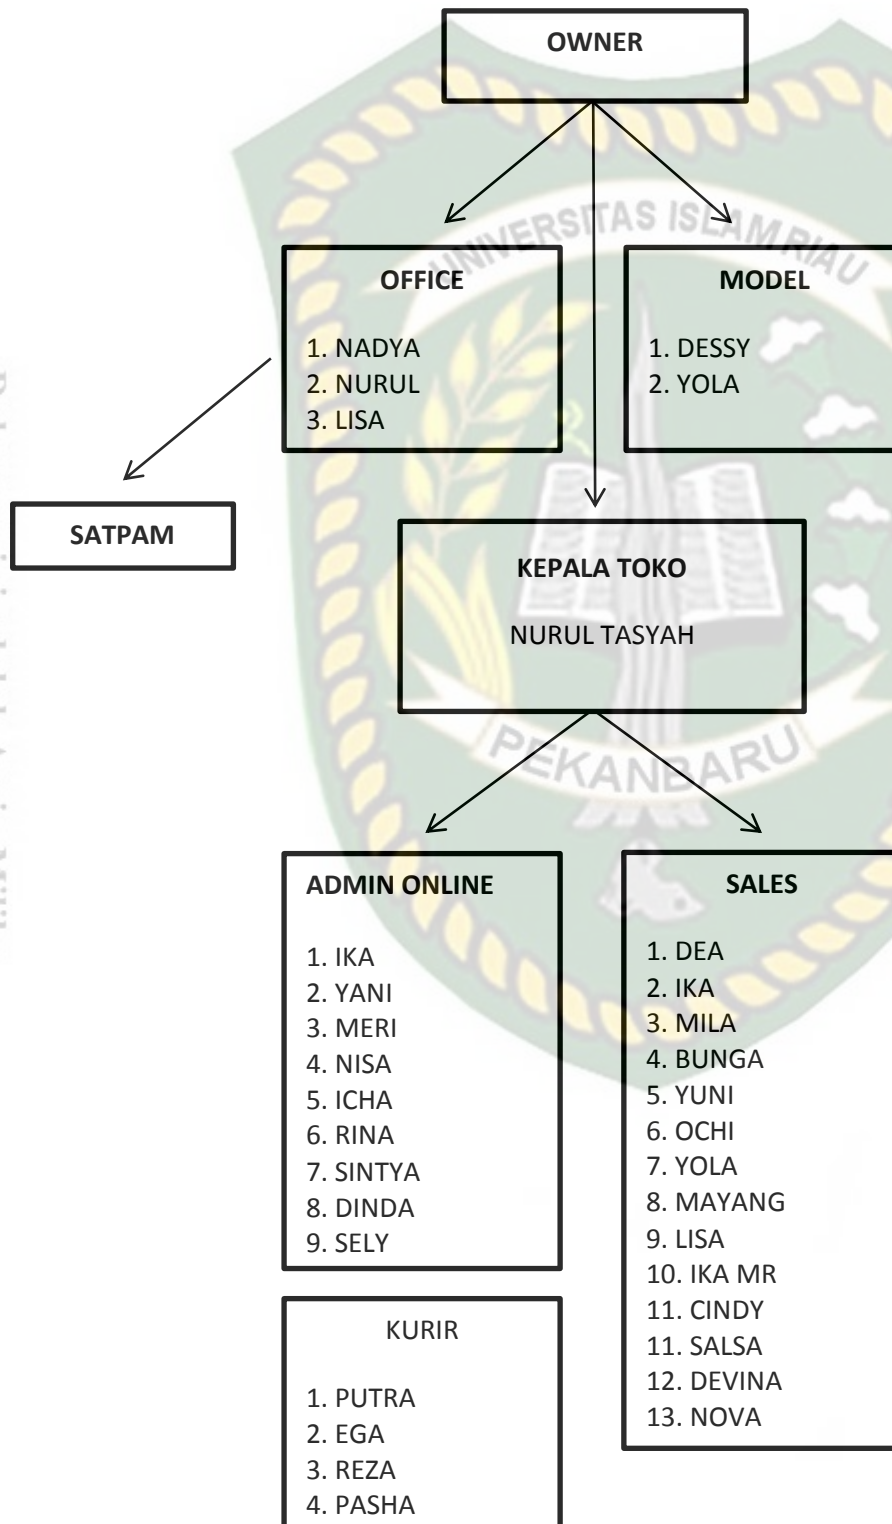 OWNER
UNIVERSITAS ISLAM RIAU
OFFICE
1. NADYA
2. NURUL
3. LISA
MODEL
1. DESSY
2. YOLA
SATPAM
KEPALA TOKO
NURUL TASYAH
PEKANBARU
ADMIN ONLINE
1. IKA
2. YANI
3. MERI
4. NISA
5. ICHA
6. RINA
7. SINTYA
8. DINDA
9. SELY
SALES
1. DEA
2. IKA
3. MILA
4. BUNGA
5. YUNI
6. OCHI
7. YOLA
8. MAYANG
9. LISA
10. IKA MR
11. CINDY
11. SALSA
12. DEVINA
13. NOVA
KURIR
1. PUTRA
2. EGA
3. REZA
4. PASHA